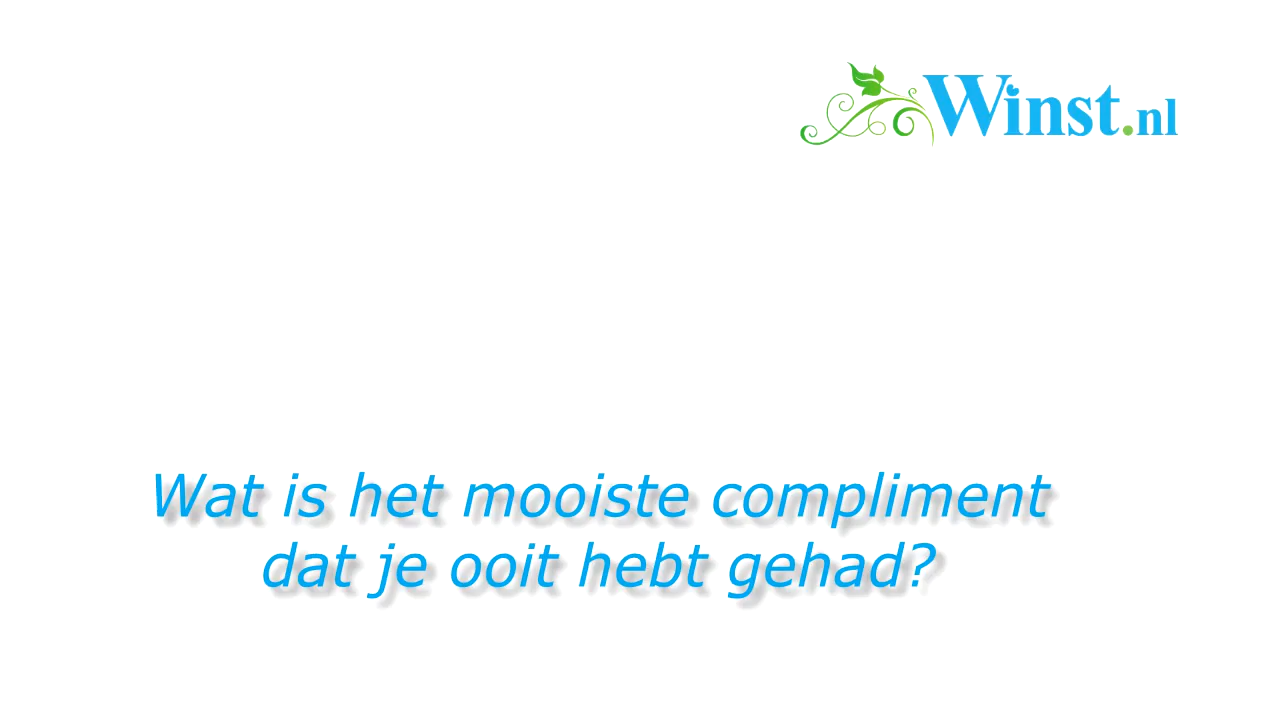 Winst.nl
Wat is het mooiste compliment
dat je ooit hebt gehad?